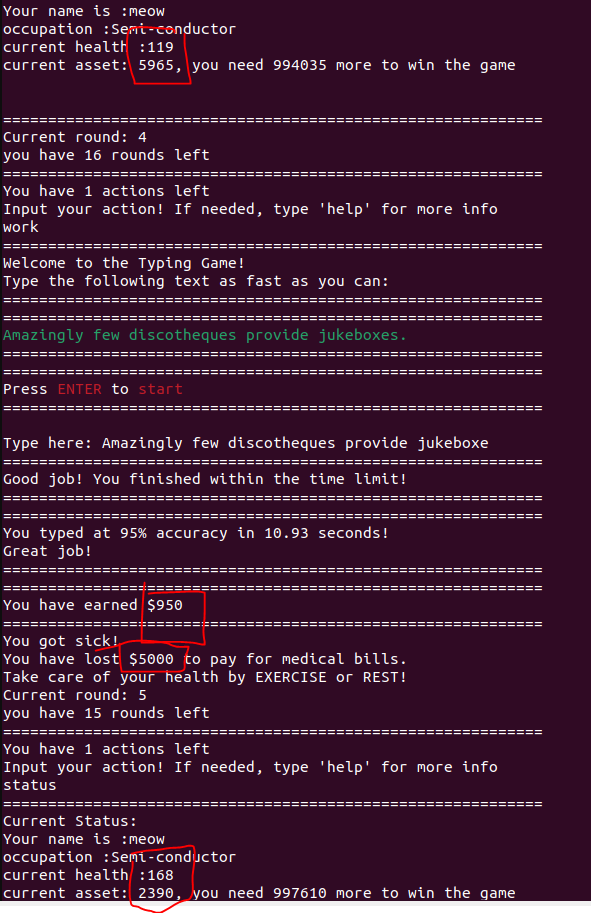 Your name is :meow
occupation :Semi-conductor
current health :119
current asset: 5965, you need 994035 more to win the game
============================================================
Current round: 4
you have 16 rounds left
============================================================
You have 1 actions left
Input your action! If needed, type 'help' for more info
work
============================================================
Welcome to the Typing Game!
Type the following text as fast as you can:
============================================================
============================================================
Amazingly few discotheques provide jukeboxes.
============================================================
============================================================
Press ENTER to start
============================================================
Type here: Amazingly few discotheques provide jukeboxe
============================================================
Good job! You finished within the time limit!
============================================================
============================================================
You typed at 95% accuracy in 10.93 seconds!
Great job!
============================================================
============================================================
You have earned $950
============================================================
You got sick!
You have lost $5000 to pay for medical bills.
Take care of your health by EXERCISE or REST!
Current round: 5
you have 15 rounds left
============================================================
You have 1 actions left
Input your action! If needed, type 'help' for more info
status
============================================================
Current Status:
Your name is :meow
occupation :Semi-conductor
current health :168
current asset: 2390, you need 997610 more to win the game